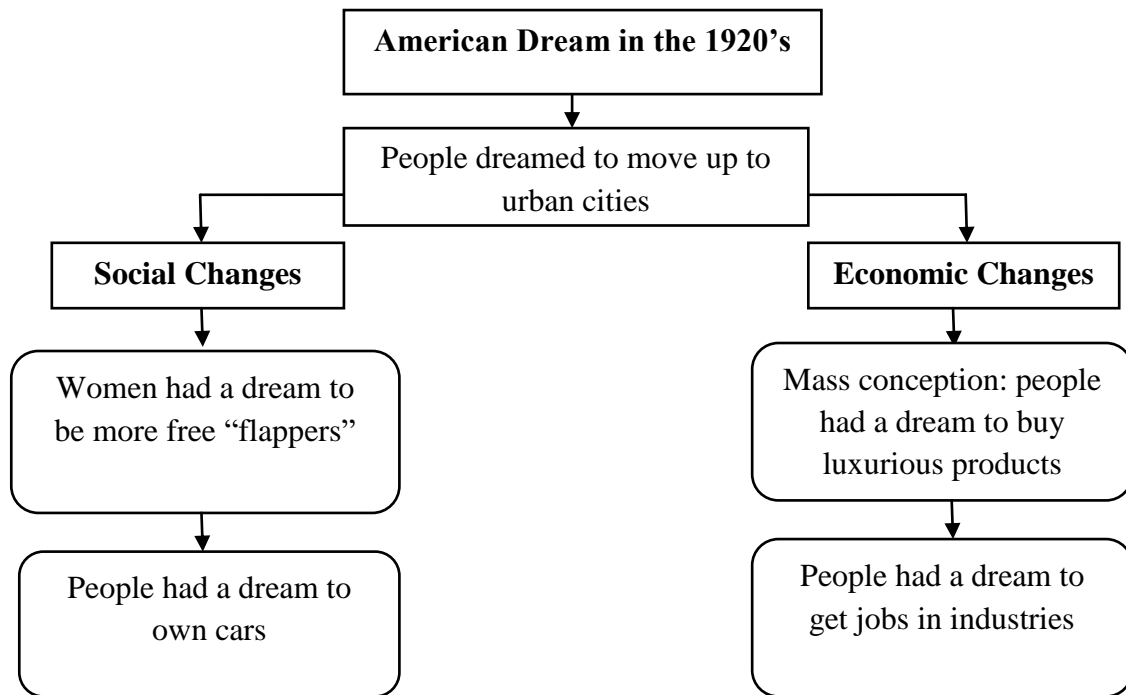 American Dream in the 1920’s
People dreamed to move up to
urban cities
Social Changes
Women had a dream to
be more free “flappers”
People had a dream to
own cars
Economic Changes
Mass conception: people
had a dream to buy
luxurious products
People had a dream to
get jobs in industries